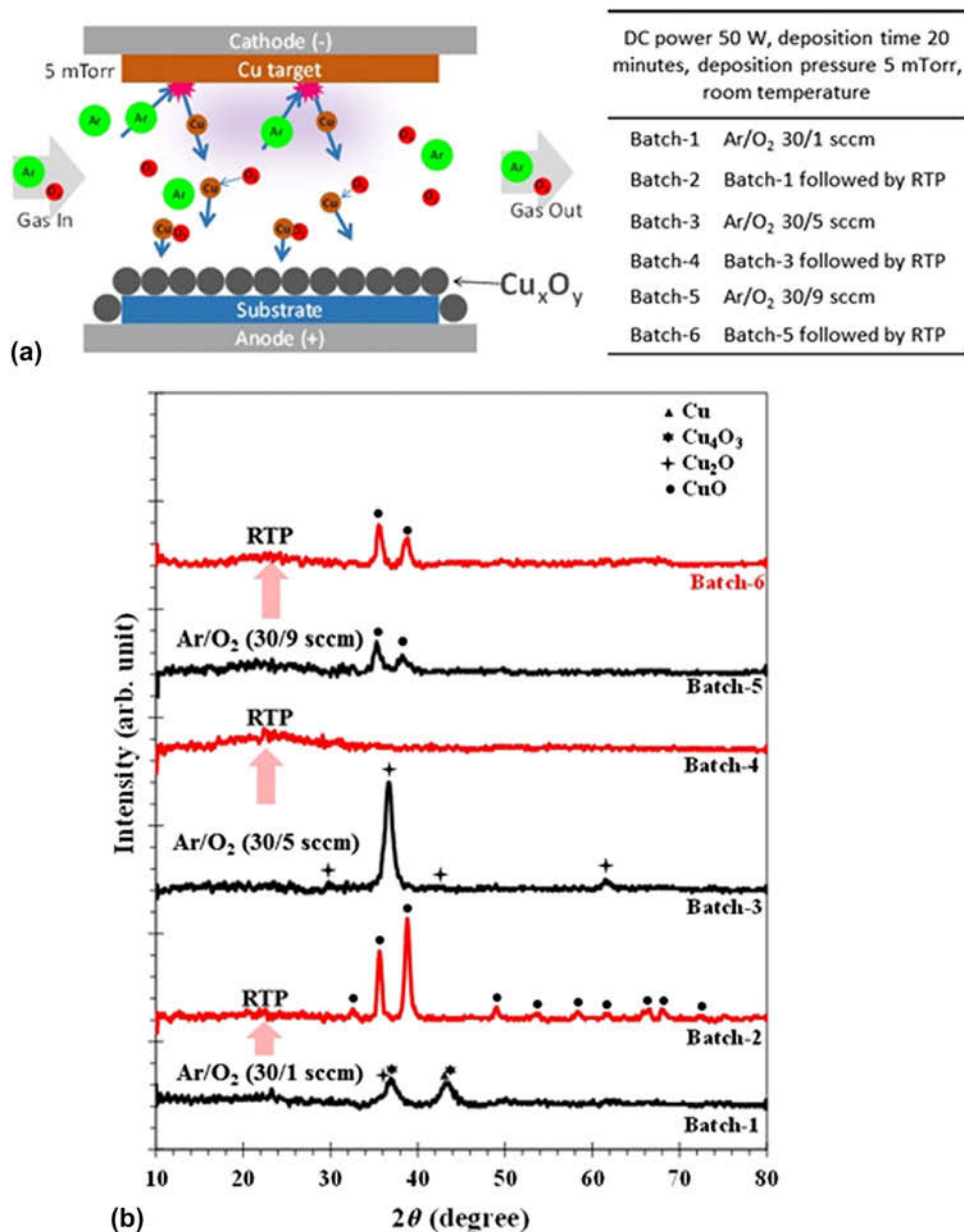 Cathode (-)
5 mTorr
Cu target
Ar
Ar
Cu
Ar
Cu
Ar
Ar
Ar
Cu
Cu
Ar
Gas In
Gas Out
Cu
Cu
CuₓOᵧ
Substrate
Anode (+)
(a)
DC power 50 W, deposition time 20
minutes, deposition pressure 5 mTorr,
room temperature
Batch-1 Ar/O₂ 30/1 sccm
Batch-2 Batch-1 followed by RTP
Batch-3 Ar/O₂ 30/5 sccm
Batch-4 Batch-3 followed by RTP
Batch-5 Ar/O₂ 30/9 sccm
Batch-6 Batch-5 followed by RTP
Cu
Cu₄O₃
Cu₂O
CuO
RTP
Batch-6
Ar/O₂ (30/9 sccm)
Batch-5
RTP
Batch-4
Ar/O₂ (30/5 sccm)
Batch-3
RTP
Batch-2
Ar/O₂ (30/1 sccm)
Batch-1
Intensity (arb. unit)
10 20 30 40 50 60 70 80
2θ (degree)
(b)